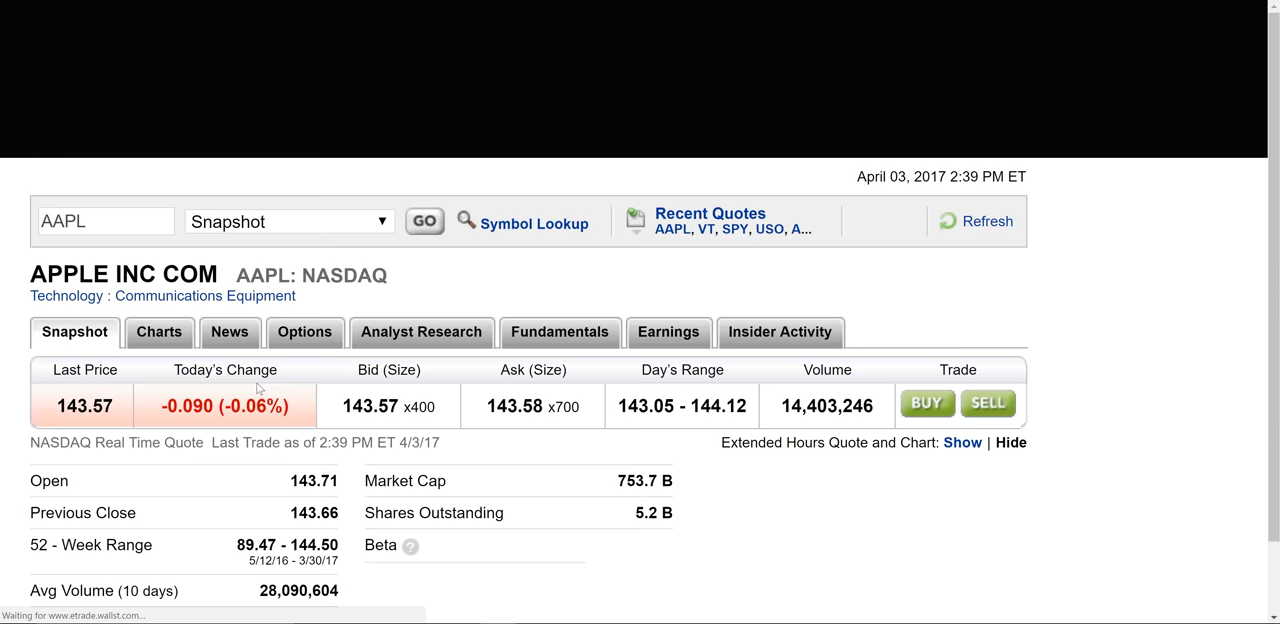 April 03, 2017 2:39 PM ET
AAPL Snapshot GO Symbol Lookup Recent Quotes Refresh
AAPL, VT, SPY, USO, A...
APPLE INC COM AAPL: NASDAQ
Technology : Communications Equipment
Snapshot Charts News Options Analyst Research Fundamentals Earnings Insider Activity
Last Price Today's Change Bid (Size) Ask (Size) Day's Range Volume Trade
143.57 -0.090 (-0.06%) 143.57 x400 143.58 x700 143.05 - 144.12 14,403,246 BUY SELL
NASDAQ Real Time Quote Last Trade as of 2:39 PM ET 4/3/17 Extended Hours Quote and Chart: Show | Hide
Open 143.71 Market Cap 753.7 B
Previous Close 143.66 Shares Outstanding 5.2 B
52 - Week Range 89.47 - 144.50 Beta ?
5/12/16 - 3/30/17
Avg Volume (10 days) 28,090,604
Waiting for www.etrade.wallst.com...